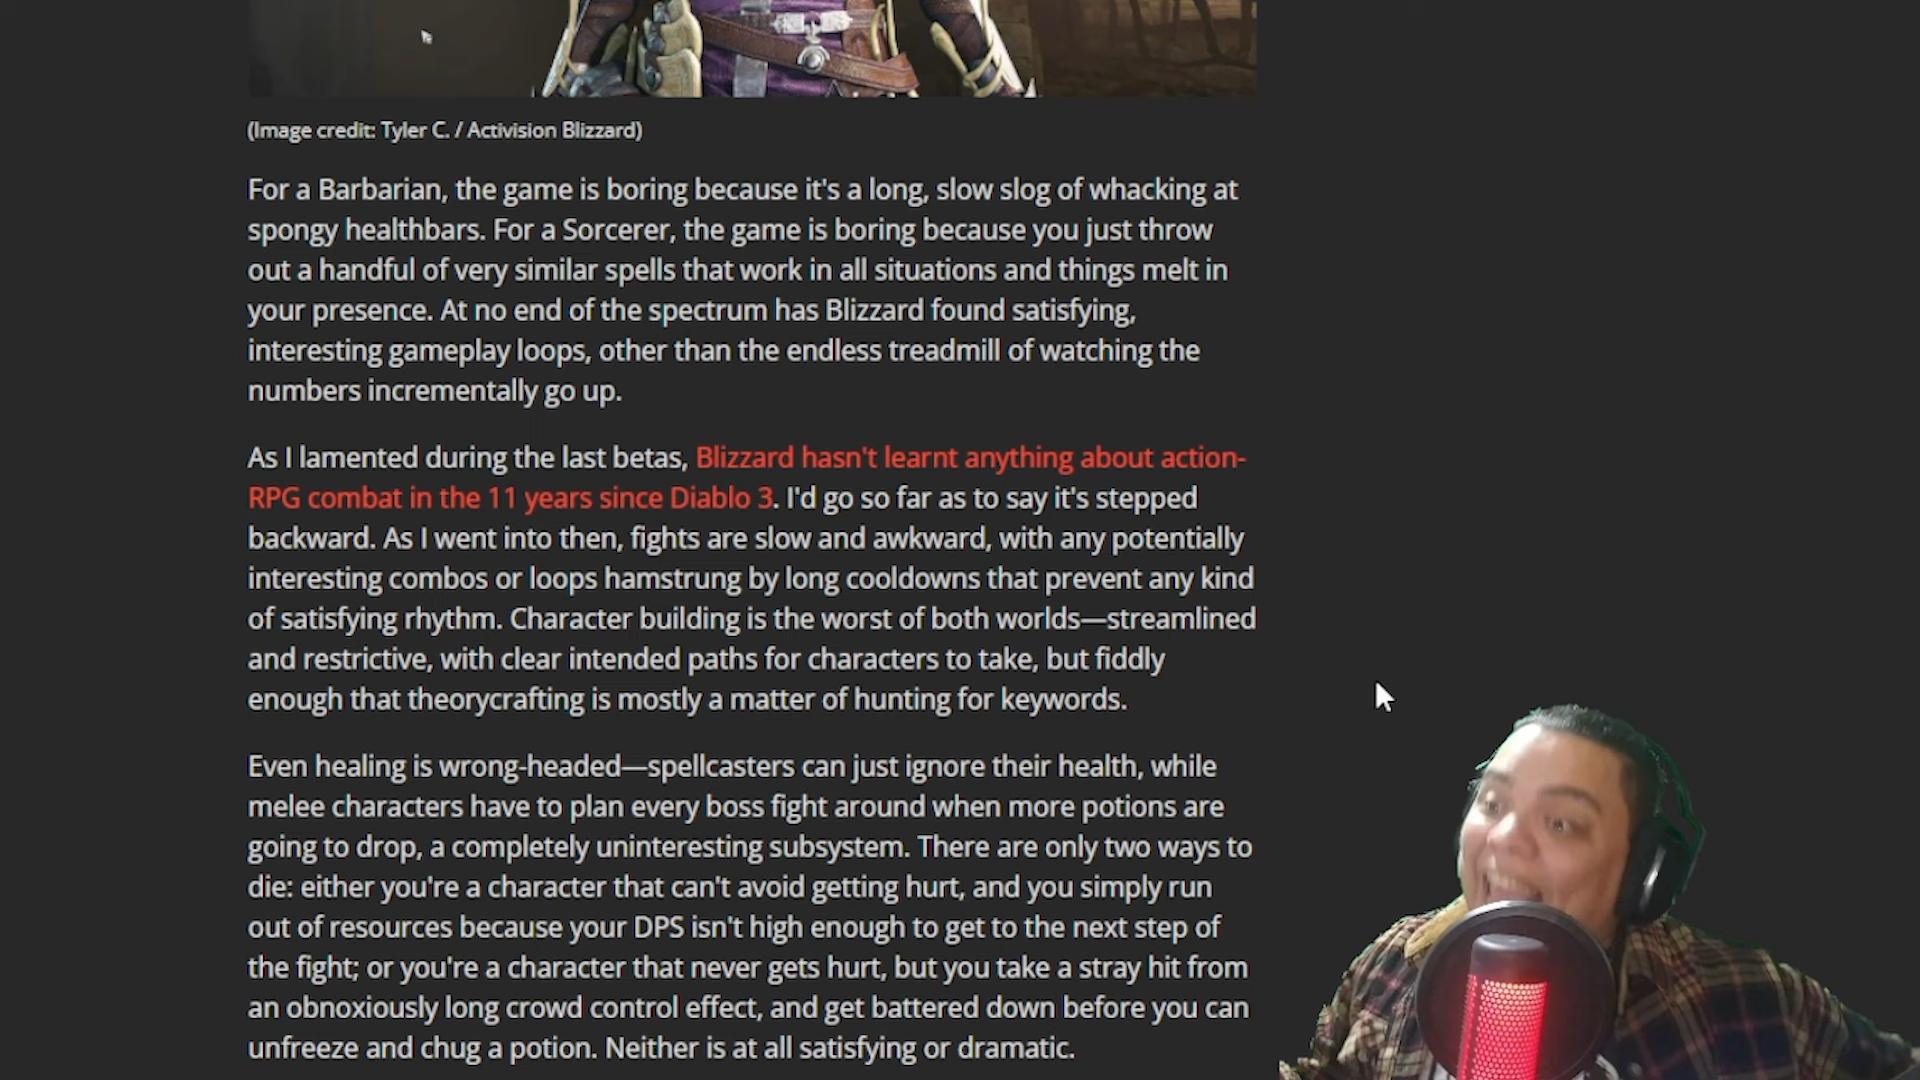 (Image credit: Tyler C. / Activision Blizzard)
For a Barbarian, the game is boring because it's a long, slow slog of whacking at
spongy healthbars. For a Sorcerer, the game is boring because you just throw
out a handful of very similar spells that work in all situations and things melt in
your presence. At no end of the spectrum has Blizzard found satisfying,
interesting gameplay loops, other than the endless treadmill of watching the
numbers incrementally go up.
As I lamented during the last betas, Blizzard hasn't learnt anything about action-
RPG combat in the 11 years since Diablo 3. I'd go so far as to say it's stepped
backward. As I went into then, fights are slow and awkward, with any potentially
interesting combos or loops hamstrung by long cooldowns that prevent any kind
of satisfying rhythm. Character building is the worst of both worlds—streamlined
and restrictive, with clear intended paths for characters to take, but fiddly
enough that theorycrafting is mostly a matter of hunting for keywords.
Even healing is wrong-headed—spellcasters can just ignore their health, while
melee characters have to plan every boss fight around when more potions are
going to drop, a completely uninteresting subsystem. There are only two ways to
die: either you're a character that can't avoid getting hurt, and you simply run
out of resources because your DPS isn't high enough to get to the next step of
the fight; or you're a character that never gets hurt, but you take a stray hit from
an obnoxiously long crowd control effect, and get battered down before you can
unfreeze and chug a potion. Neither is at all satisfying or dramatic.